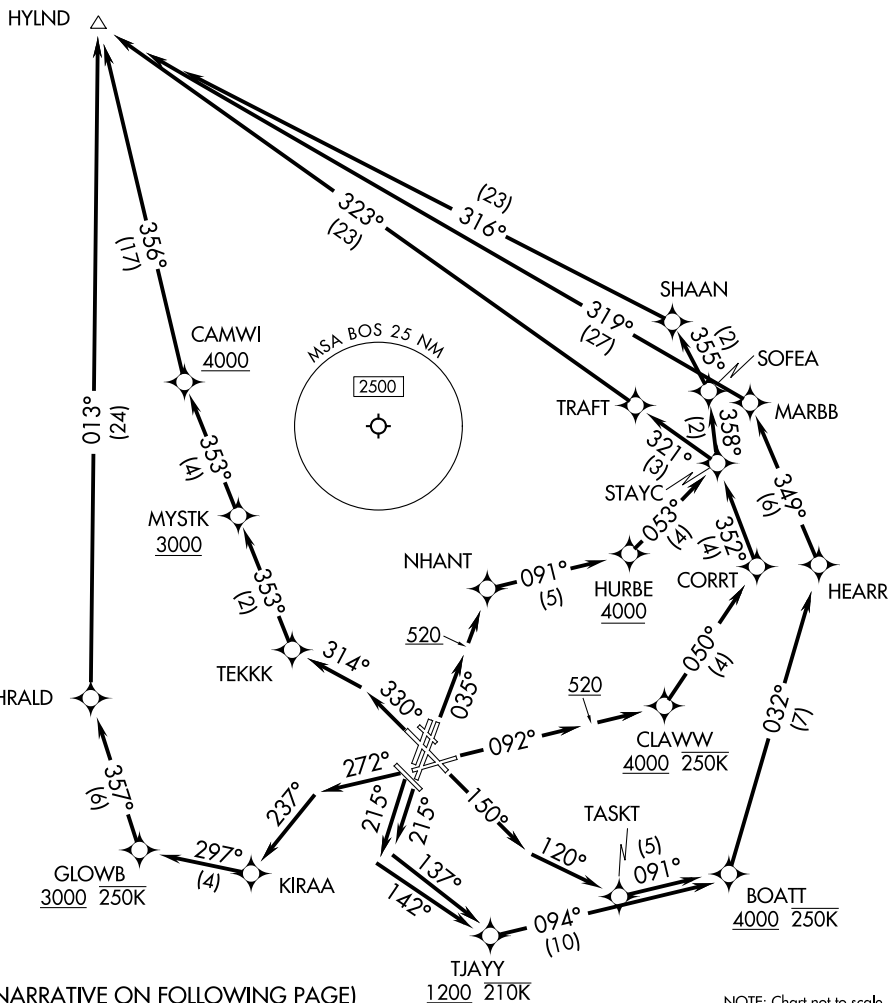 HYLND
(23)
316°
323°
(23)
356°
(17)
SHAAN
319°
(27)
(2)
355°
SOFEA
CAMWI
4000
MSA BOS 25 NM
2500
TRAFT
MARBB
013°
(24)
358°
(2)
321°
(3)
STAYC
353°
(4)
349°
(6)
MYSTK
3000
053°
(4)
352°
(4)
NHANT
091°
(5)
HURBE
4000
CORRT
HEARR
353°
(2)
520
TEKKK
314°
050°
(4)
HRALD
330°
035°
520
032°
(7)
092°
CLAWW
4000 250K
272°
357°
(6)
237°
215°
215°
150°
TASKT
(5)
091°
120°
297°
(4)
GLOWB
3000 250K
KIRAA
137°
142°
BOATT
4000 250K
094°
(10)
TJAYY
1200 210K
NARRATIVE ON FOLLOWING PAGE)
NOTE: Chart not to scale